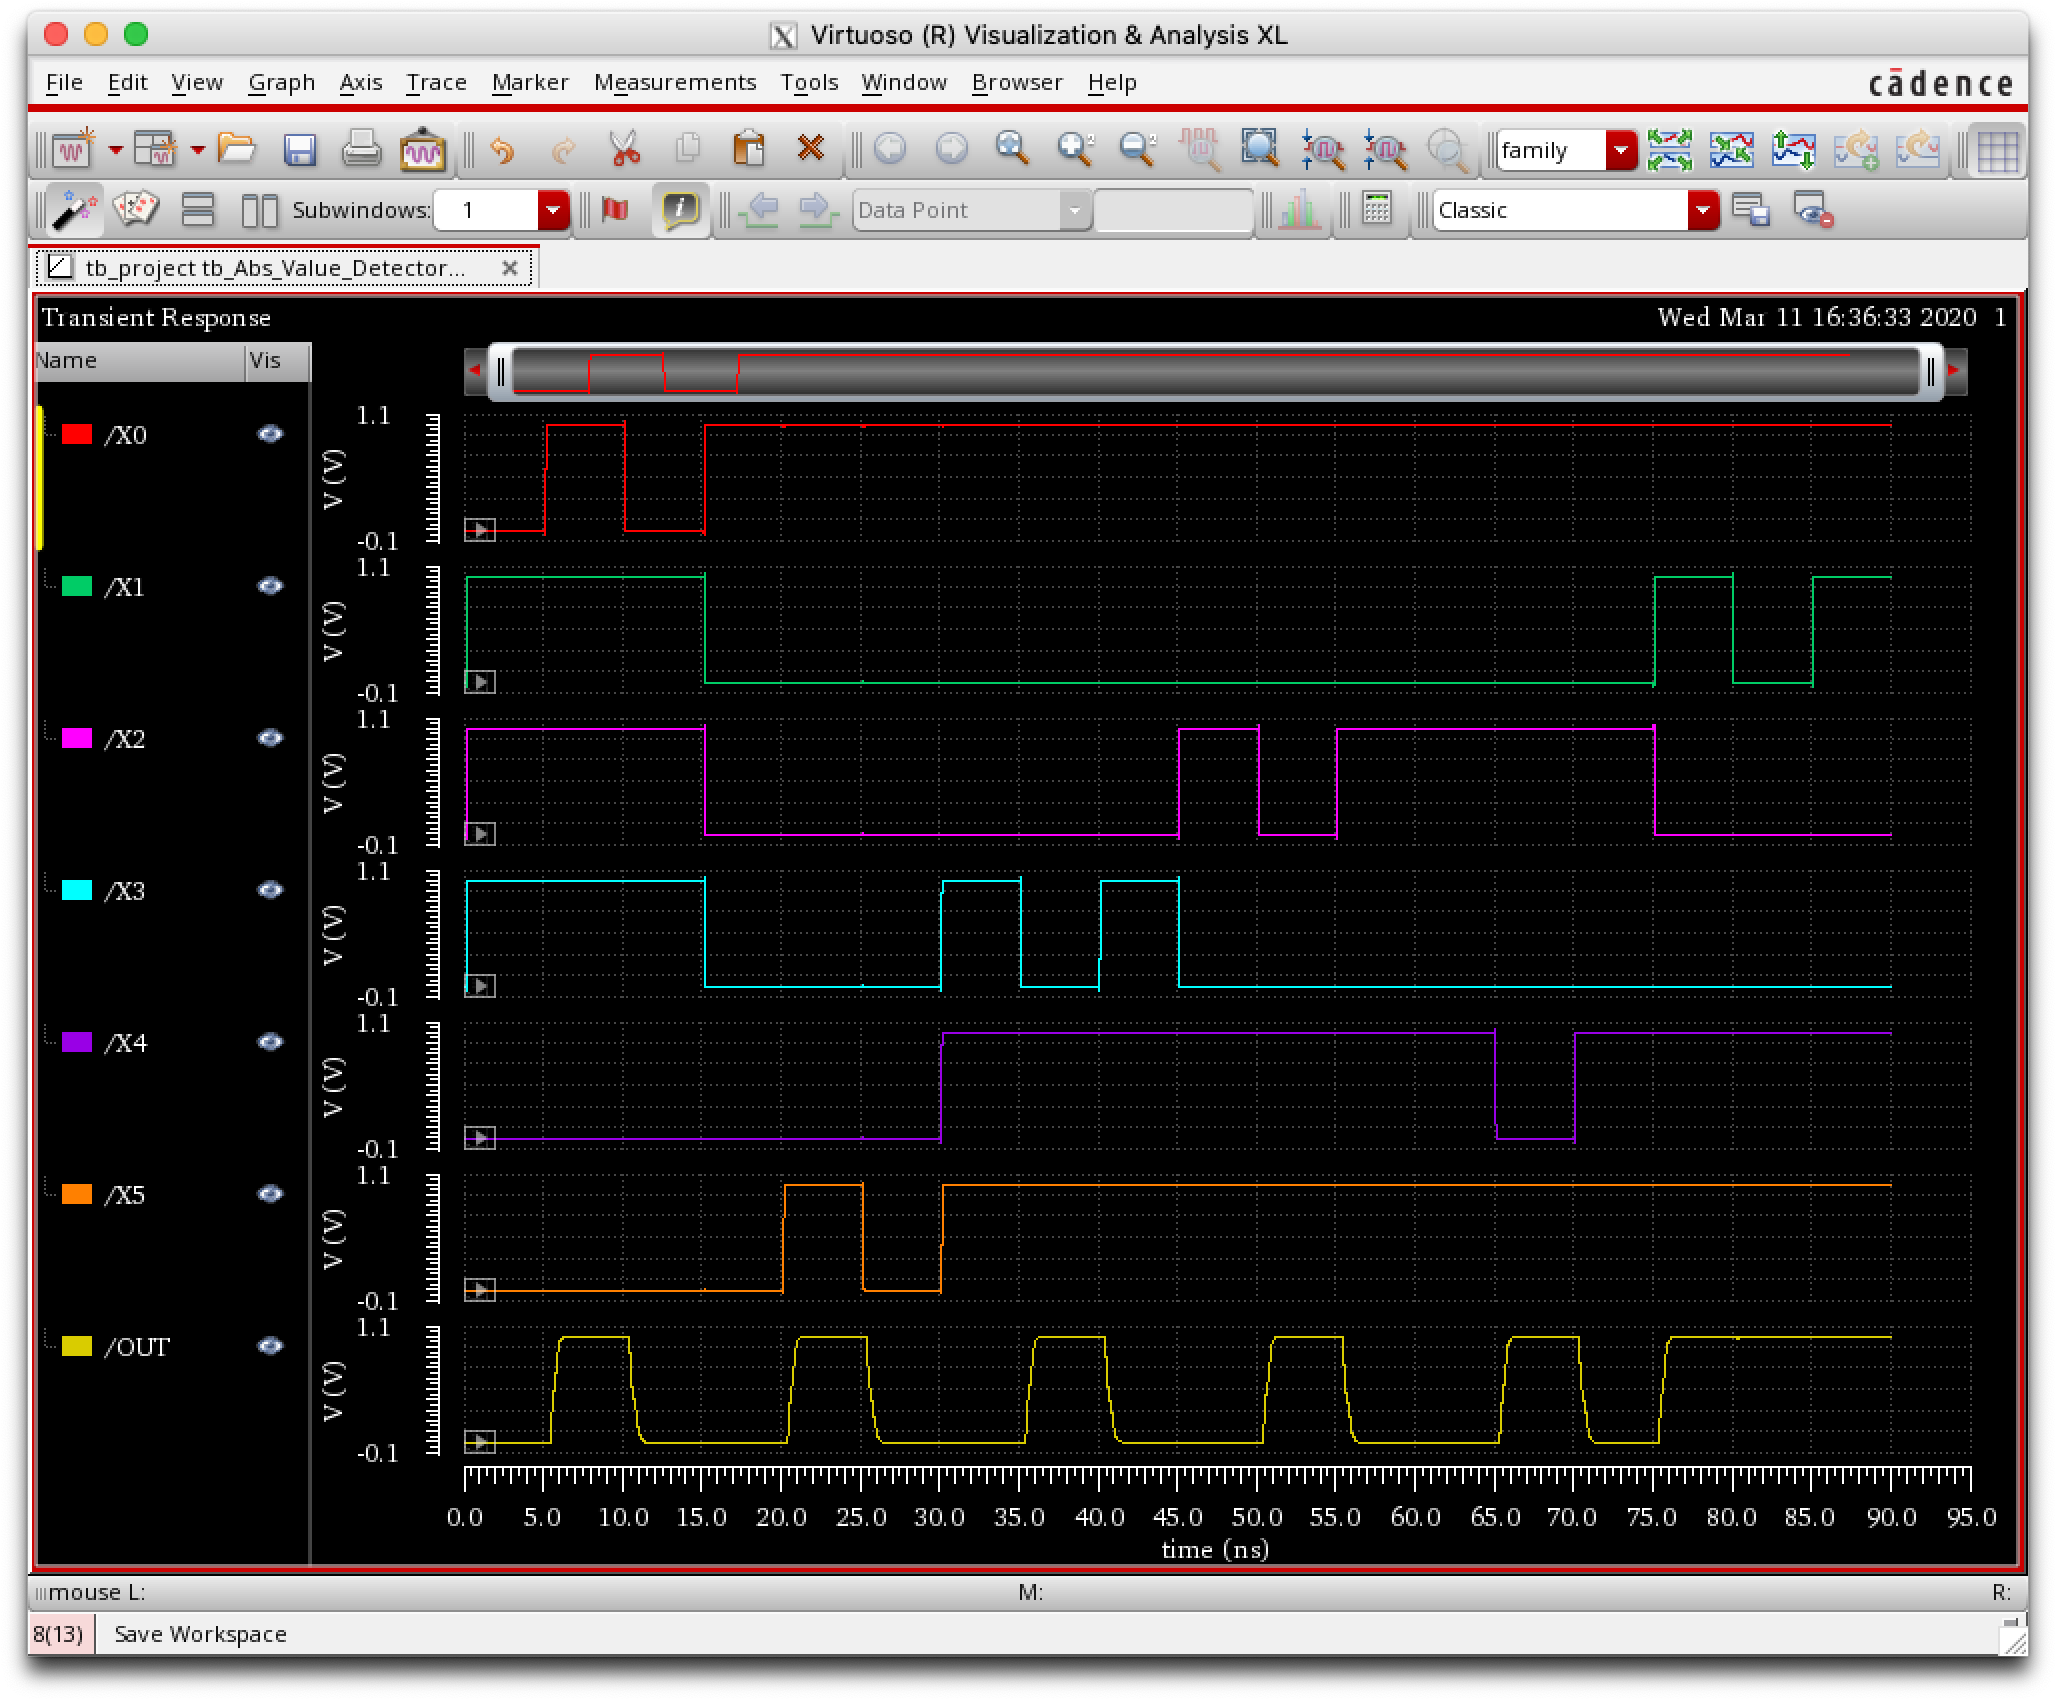 Virtuoso (R) Visualization & Analysis XL
File Edit View Graph Axis Trace Marker Measurements Tools Window Browser Help
cādence
family
Subwindows: 1
Data Point
Classic
tb_project tb_Abs_Value_Detector...
Transient Response
Wed Mar 11 16:36:33 2020 1
Name Vis
/X0
1.1
V (V)
-0.1
/X1
1.1
V (V)
-0.1
/X2
1.1
V (V)
-0.1
/X3
1.1
V (V)
-0.1
/X4
1.1
V (V)
-0.1
/X5
1.1
V (V)
-0.1
/OUT
1.1
V (V)
-0.1
0.0 5.0 10.0 15.0 20.0 25.0 30.0 35.0 40.0 45.0 50.0 55.0 60.0 65.0 70.0 75.0 80.0 85.0 90.0 95.0
time (ns)
mouse L: M: R:
8(13) Save Workspace